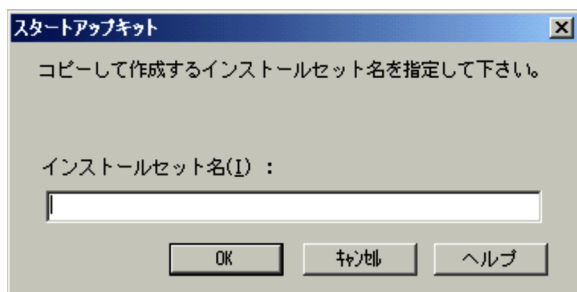 スタートアップキット
コピーして作成するインストールセット名を指定して下さい。
インストールセット名(I) :
OK
ｷｬﾝｾﾙ
ヘルプ